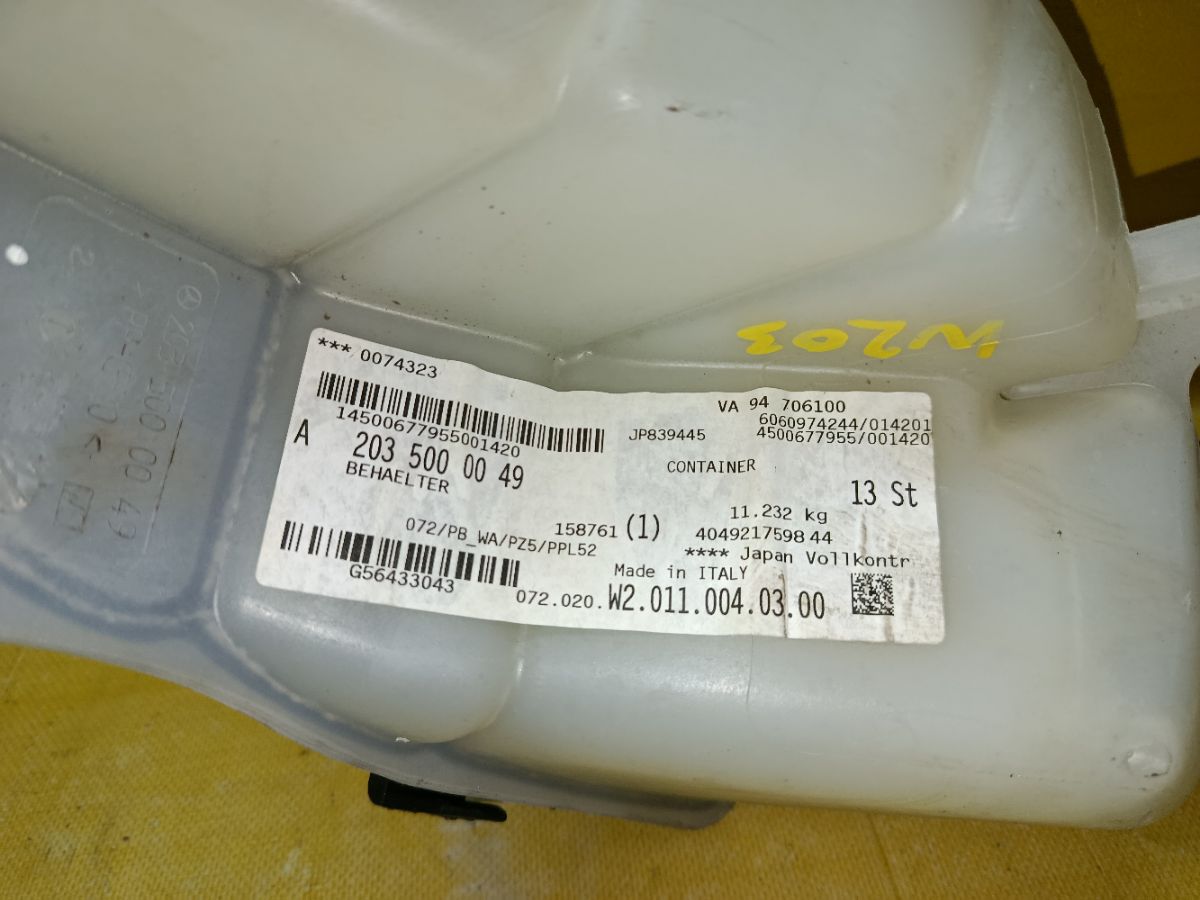 W203
*** 0074323
14500677955001420
A 203 500 00 49
BEHAELTER
072/PB_WA/PZ5/PPL52
G56433043
VA 94 706100
6060974244/014201
JP839445 4500677955/001420
CONTAINER
13 St
11.232 kg
158761 (1) 4049217598 44
**** Japan Vollkontr
Made in ITALY
072.020. W2.011.004.03.00